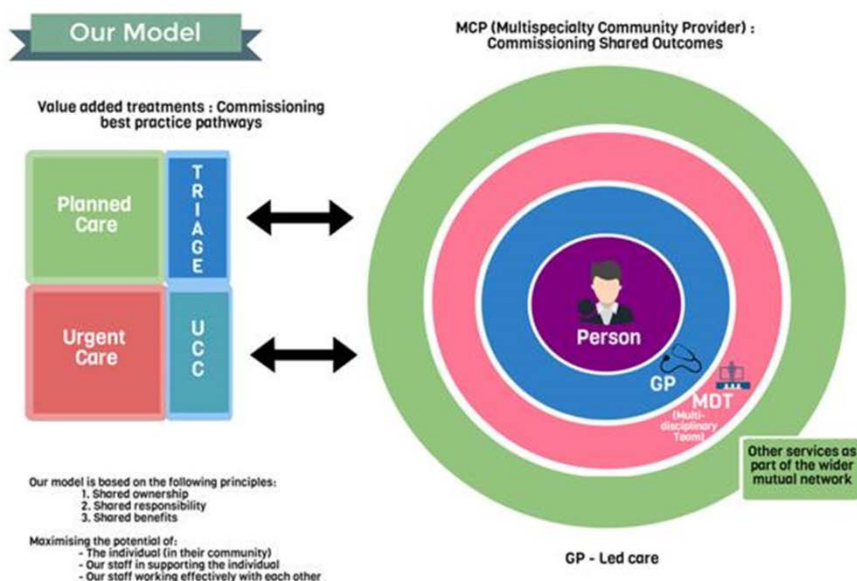 Our Model
MCP (Multispecialty Community Provider) :
Commissioning Shared Outcomes
Value added treatments : Commissioning
best practice pathways
Planned
Care
TRIAGE
Urgent
Care
UCC
Person
GP
MDT
(Multi-
disciplinary
Team)
Other services as
part of the wider
mutual network
Our model is based on the following principles:
1. Shared ownership
2. Shared responsibility
3. Shared benefits
Maximising the potential of:
- The individual (in their community)
- Our staff in supporting the individual
- Our staff working effectively with each other
GP - Led care